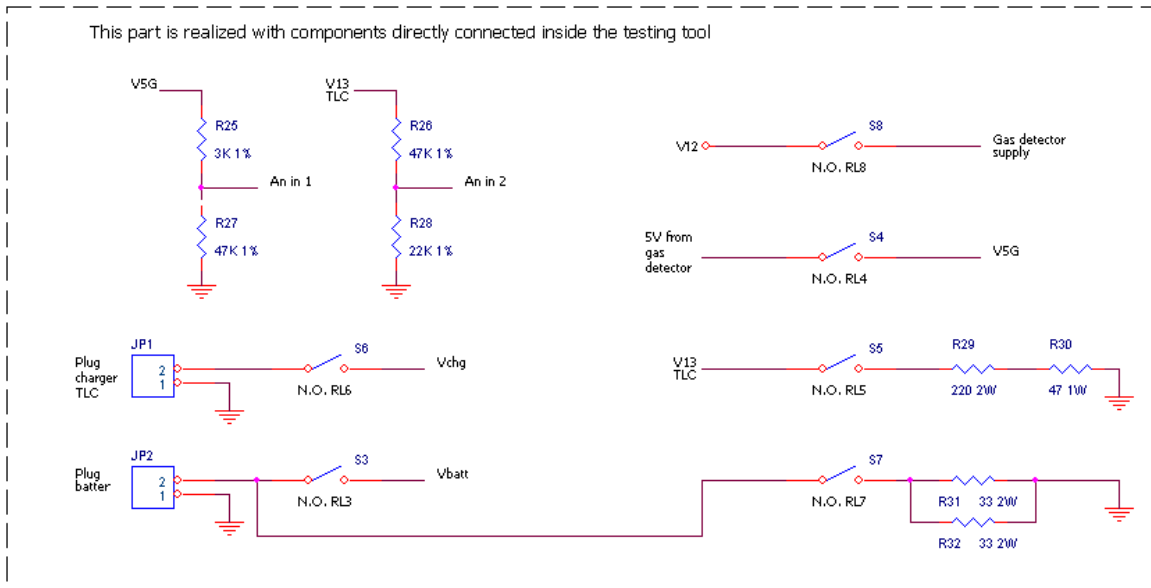 This part is realized with components directly connected inside the testing tool
V5G
V13
TLC
R25
3K 1%
R26
47K 1%
An in 1
An in 2
R27
47K 1%
R28
22K 1%
S8
V12
N.O. RL8
Gas detector
supply
5V from
gas
detector
S4
N.O. RL4
V5G
JP1
Plug
charger
TLC
2
1
S6
N.O. RL6
Vchg
V13
TLC
S5
N.O. RL5
R29
220 2W
R30
47 1W
JP2
Plug
batter
2
1
S3
N.O. RL3
Vbatt
S7
N.O. RL7
R31 33 2W
R32 33 2W